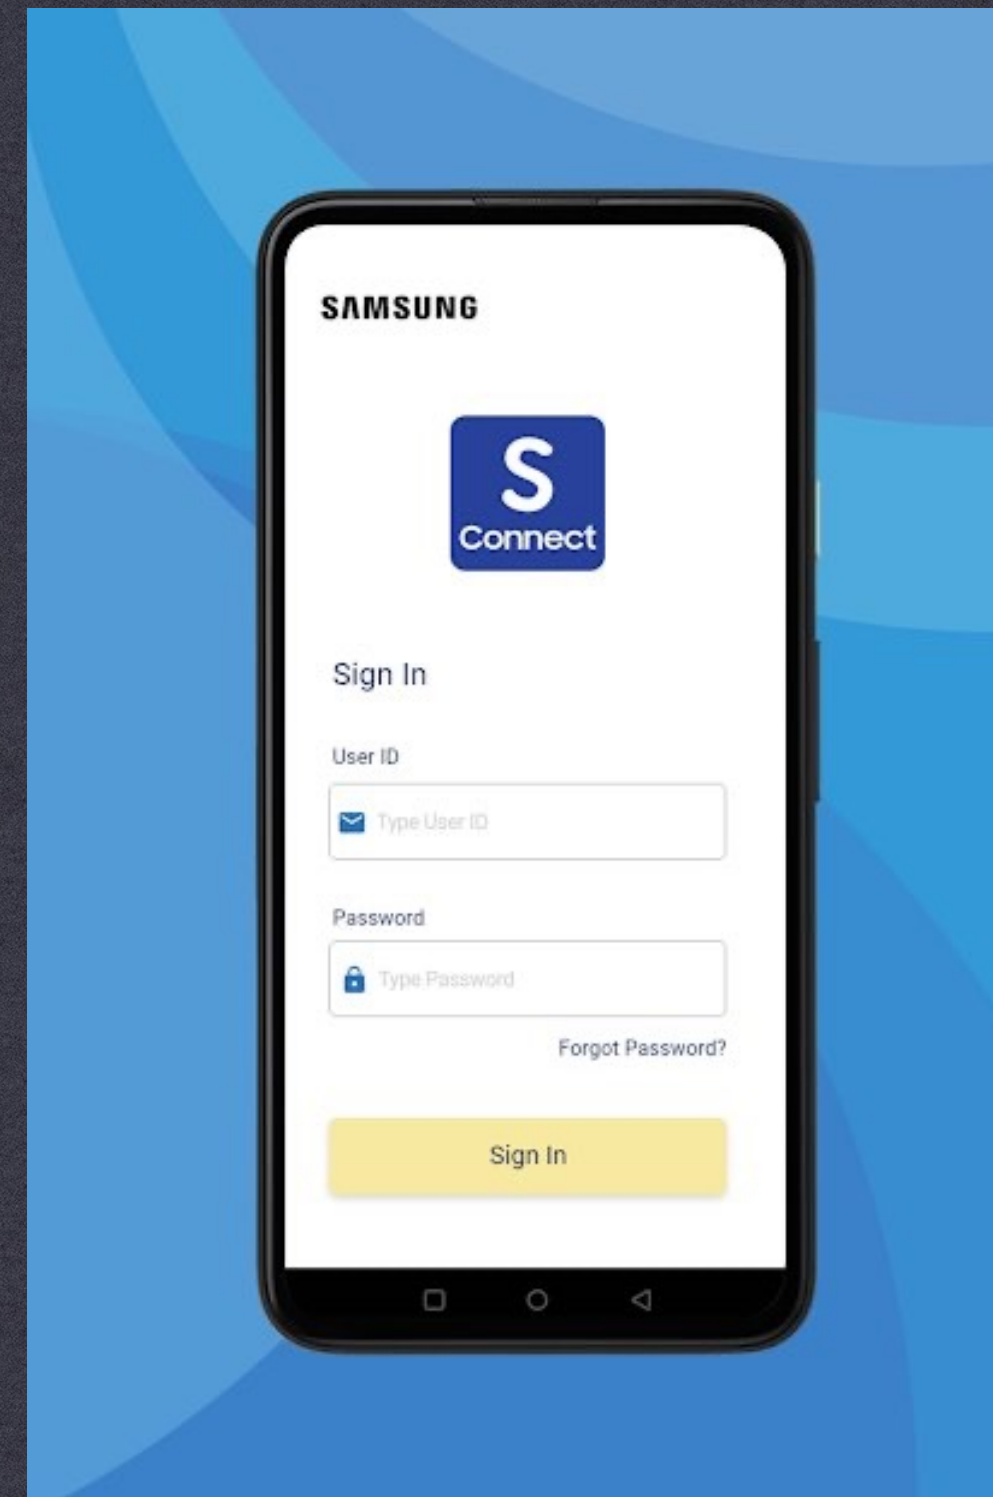 SAMSUNG
S
Connect
Sign In
User ID
Type User ID
Password
Type Password
Forgot Password?
Sign In